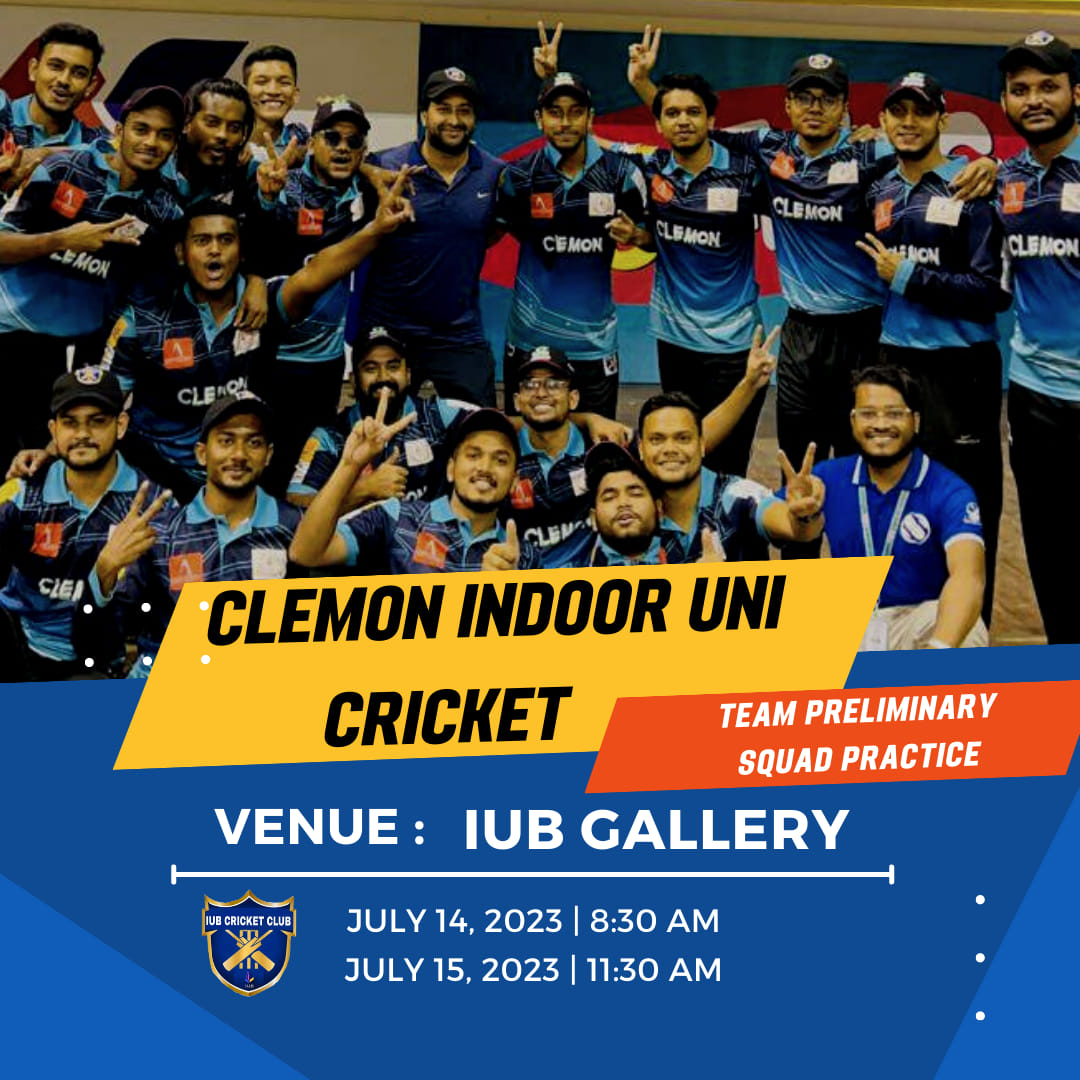 CLEMON
CLEMON
CLEMON
CLEMON
CLEMON
CLEMON INDOOR UNI
CRICKET
TEAM PRELIMINARY
SQUAD PRACTICE
VENUE : IUB GALLERY
IUB CRICKET CLUB
JULY 14, 2023 | 8:30 AM
JULY 15, 2023 | 11:30 AM